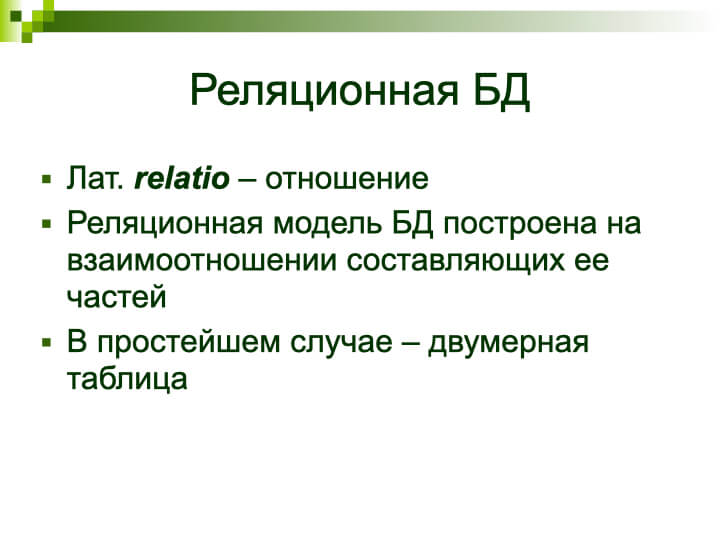 Реляционная БД
▪ Лат. relatio – отношение
▪ Реляционная модель БД построена на
взаимоотношении составляющих ее
частей
▪ В простейшем случае – двумерная
таблица